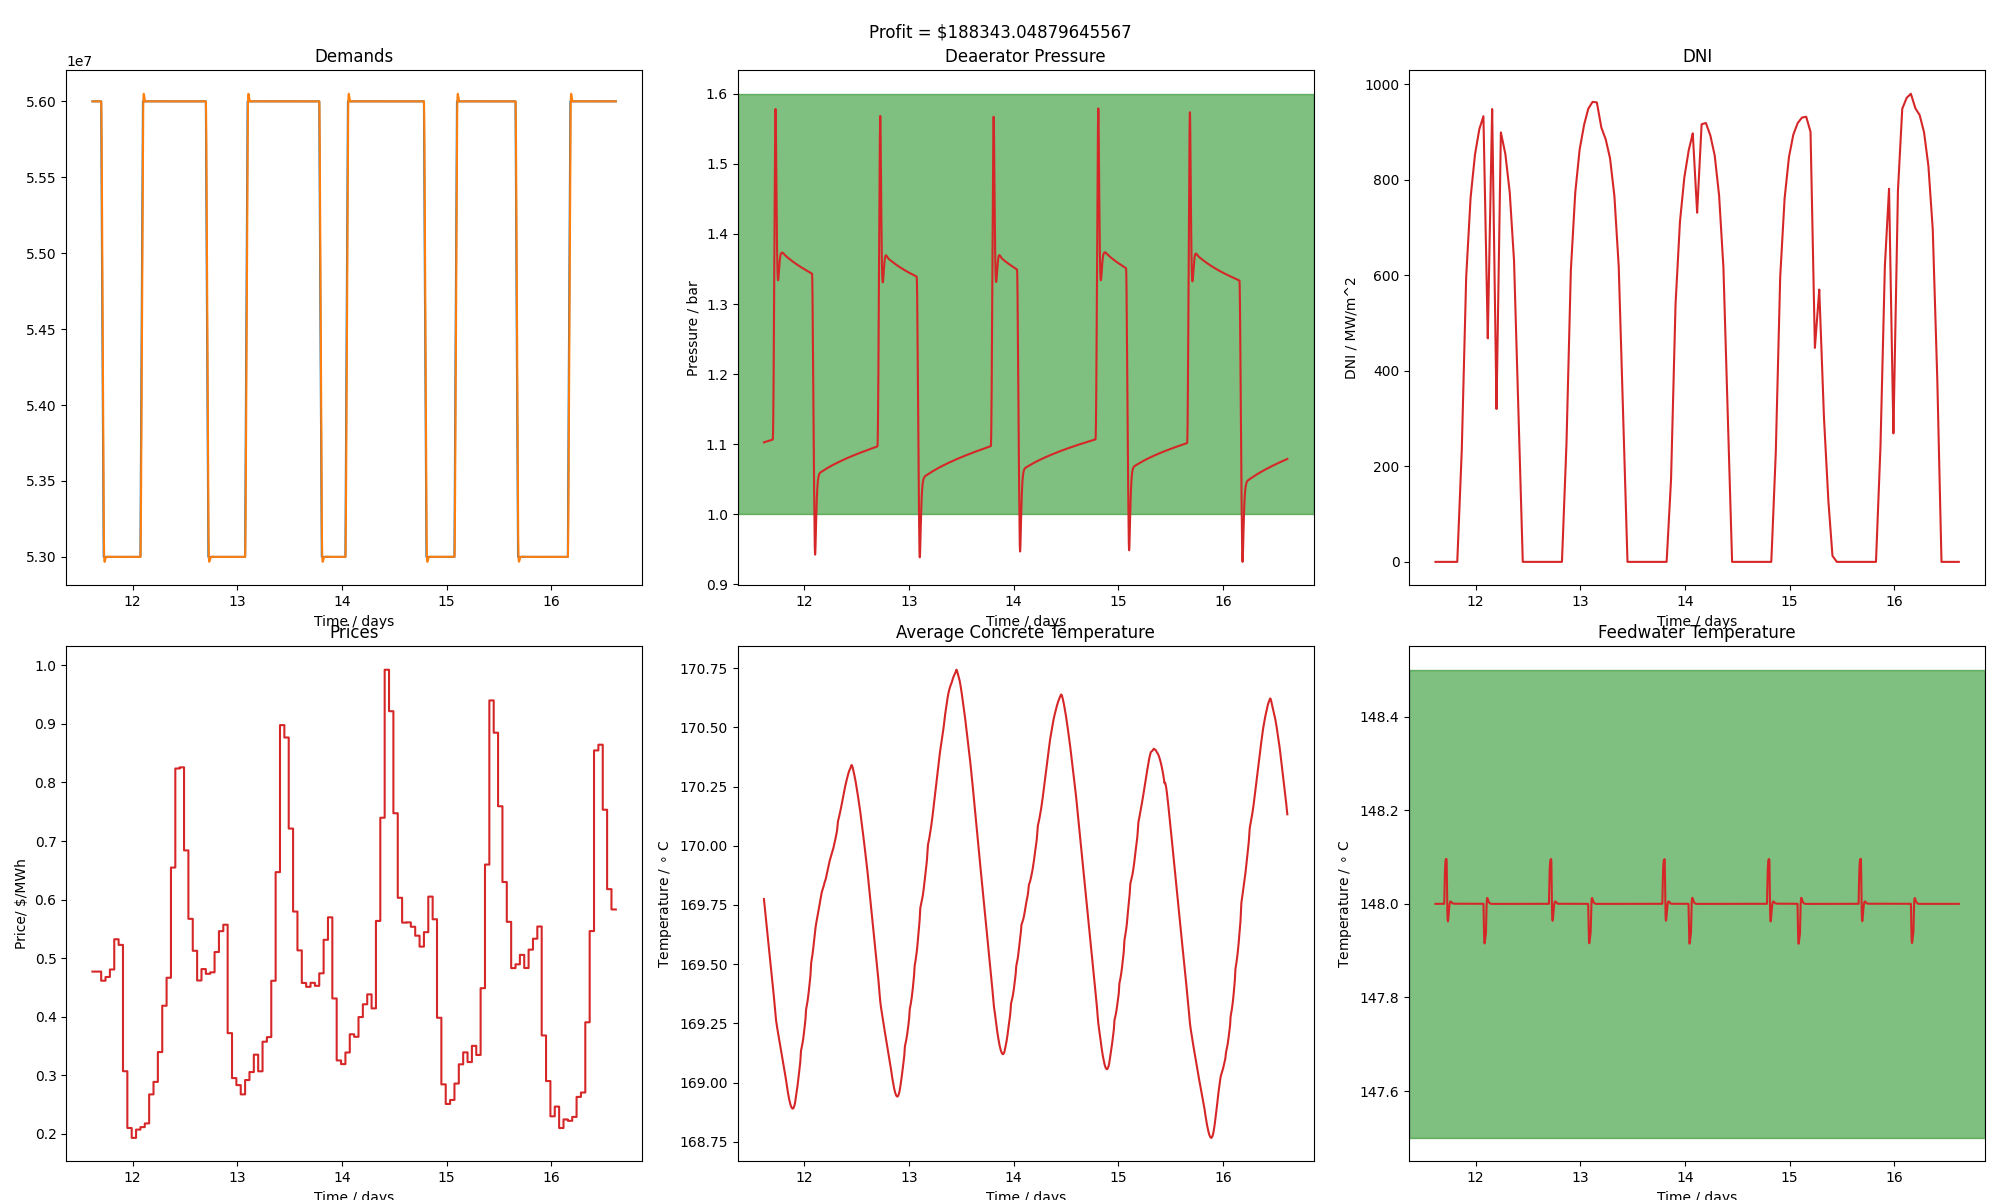 Profit = $188343.04879645567
Demands
1e7
5.60
5.55
5.50
5.45
5.40
5.35
5.30
12 13 14 15 16
Time / days
Deaerator Pressure
Pressure / bar
1.6
1.5
1.4
1.3
1.2
1.1
1.0
0.9
12 13 14 15 16
Time / days
DNI
DNI / MW/m^2
1000
800
600
400
200
0
12 13 14 15 16
Time / days
Prices
Price/ $/MWh
1.0
0.9
0.8
0.7
0.6
0.5
0.4
0.3
0.2
12 13 14 15 16
Time / days
Average Concrete Temperature
Temperature / ∘ C
170.75
170.50
170.25
170.00
169.75
169.50
169.25
169.00
168.75
12 13 14 15 16
Time / days
Feedwater Temperature
Temperature / ∘ C
148.4
148.2
148.0
147.8
147.6
12 13 14 15 16
Time / days